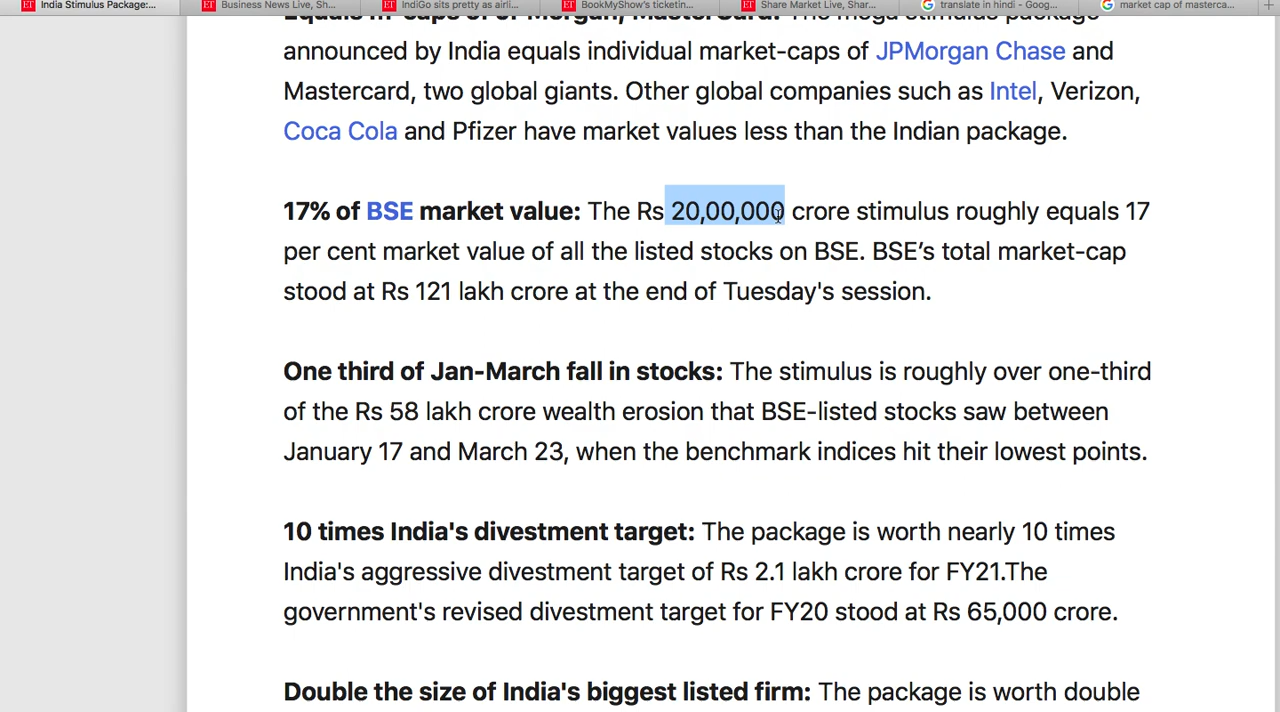 India Stimulus Package:...
Business News Live, Sh...
IndiGo sits pretty as airli...
BookMyShow's ticketin...
Share Market Live, Shar...
translate in hindi - Goog...
market cap of masterca...
Equals m-caps of JP Morgan, MasterCard: The mega stimulus package
announced by India equals individual market-caps of JPMorgan Chase and
Mastercard, two global giants. Other global companies such as Intel, Verizon,
Coca Cola and Pfizer have market values less than the Indian package.
17% of BSE market value: The Rs 20,00,000 crore stimulus roughly equals 17
per cent market value of all the listed stocks on BSE. BSE’s total market-cap
stood at Rs 121 lakh crore at the end of Tuesday's session.
One third of Jan-March fall in stocks: The stimulus is roughly over one-third
of the Rs 58 lakh crore wealth erosion that BSE-listed stocks saw between
January 17 and March 23, when the benchmark indices hit their lowest points.
10 times India's divestment target: The package is worth nearly 10 times
India's aggressive divestment target of Rs 2.1 lakh crore for FY21.The
government's revised divestment target for FY20 stood at Rs 65,000 crore.
Double the size of India's biggest listed firm: The package is worth double